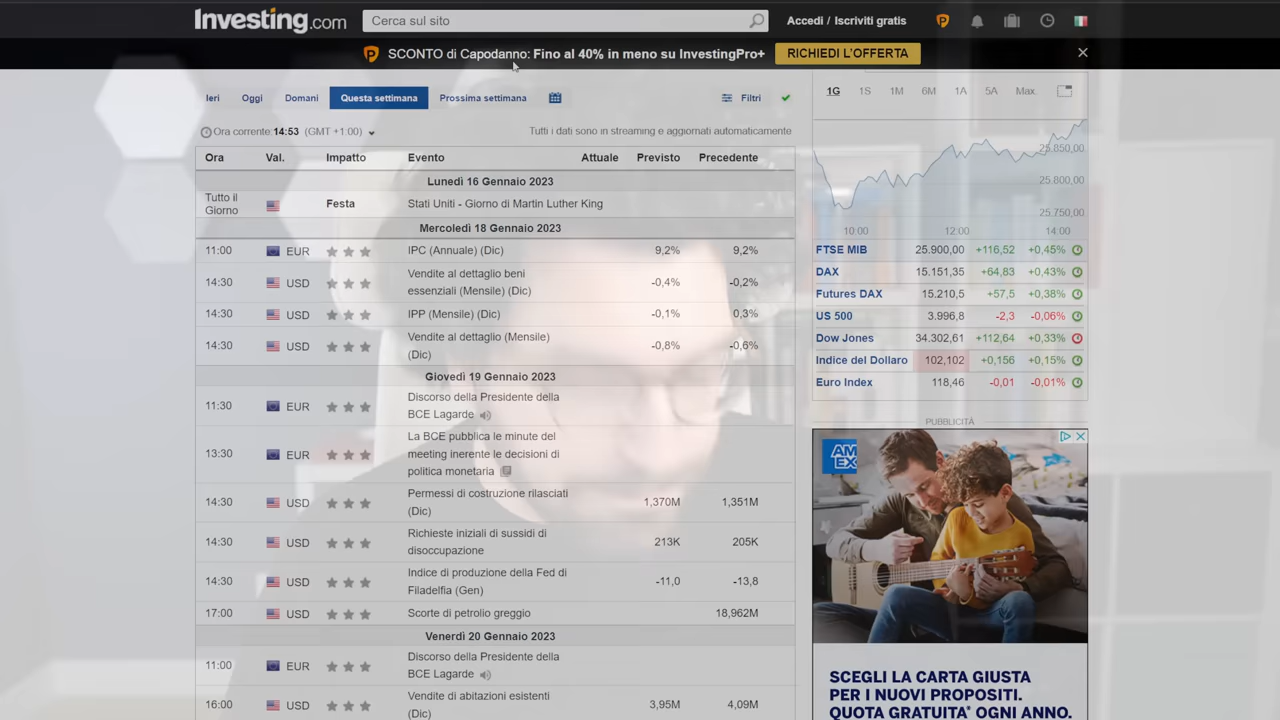 Investing.com
Cerca sul sito
Accedi / Iscriviti gratis
SCONTO di Capodanno: Fino al 40% in meno su InvestingPro+
RICHIEDI L'OFFERTA
Ieri Oggi Domani Questa settimana Prossima settimana Filtri
Ora corrente: 14:53 (GMT +1:00)
Tutti i dati sono in streaming e aggiornati automaticamente
Ora Val. Impatto Evento Attuale Previsto Precedente
Lunedì 16 Gennaio 2023
Tutto il
Giorno
Festa Stati Uniti - Giorno di Martin Luther King
Mercoledì 18 Gennaio 2023
11:00 EUR IPC (Annuale) (Dic) 9,2% 9,2%
14:30 USD Vendite al dettaglio beni
essenziali (Mensile) (Dic) -0,4% -0,2%
14:30 USD IPP (Mensile) (Dic) -0,1% 0,3%
14:30 USD Vendite al dettaglio (Mensile)
(Dic) -0,8% -0,6%
Giovedì 19 Gennaio 2023
11:30 EUR Discorso della Presidente della
BCE Lagarde
13:30 EUR La BCE pubblica le minute del
meeting inerente le decisioni di
politica monetaria
14:30 USD Permessi di costruzione rilasciati
(Dic) 1,370M 1,351M
14:30 USD Richieste iniziali di sussidi di
disoccupazione 213K 205K
14:30 USD Indice di produzione della Fed di
Filadelfia (Gen) -11,0 -13,8
17:00 USD Scorte di petrolio greggio 18,962M
Venerdì 20 Gennaio 2023
11:00 EUR Discorso della Presidente della
BCE Lagarde
16:00 USD Vendite di abitazioni esistenti
(Dic) 3,95M 4,09M
1G 1S 1M 6M 1A 5A Max.
25.850,00
25.800,00
25.750,00
10:00 12:00 14:00
FTSE MIB 25.900,00 +116,52 +0,45%
DAX 15.151,35 +64,83 +0,43%
Futures DAX 15.210,5 +57,5 +0,38%
US 500 3.996,8 -2,3 -0,06%
Dow Jones 34.302,61 +112,64 +0,33%
Indice del Dollaro 102,102 +0,156 +0,15%
Euro Index 118,46 -0,01 -0,01%
PUBBLICITÀ
AM
EX
SCEGLI LA CARTA GIUSTA
PER I NUOVI PROPOSITI.
QUOTA GRATUITA* OGNI ANNO.